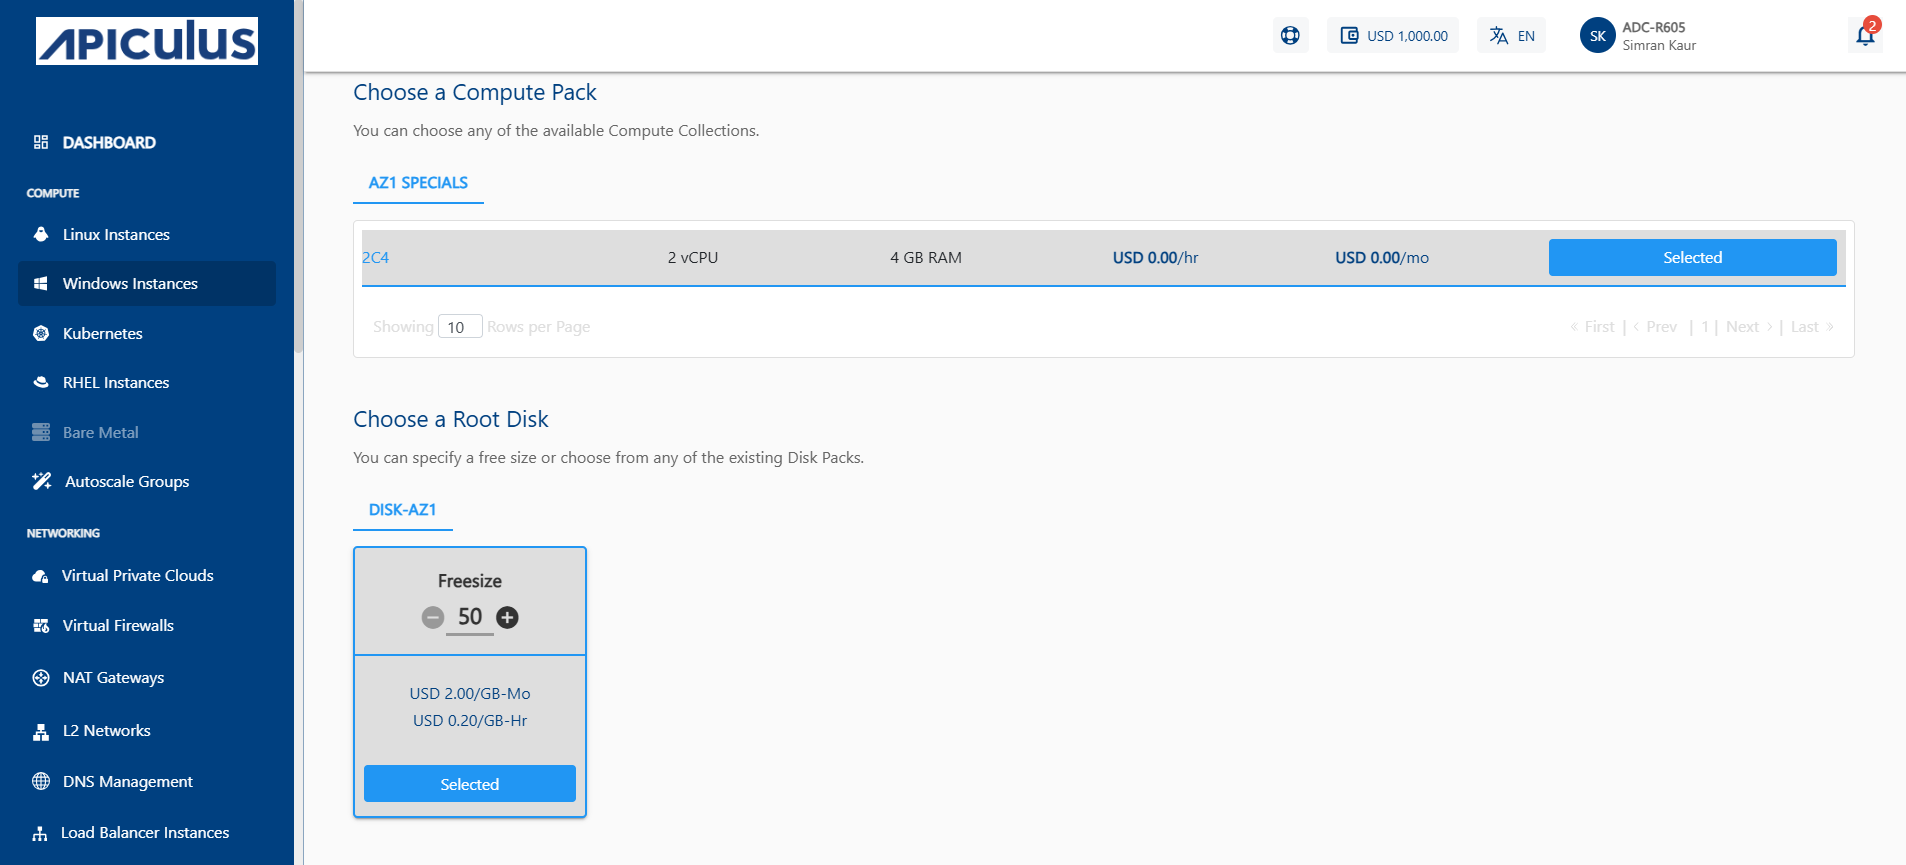 APICULUS
USD 1,000.00
EN
SK
ADC-R605
Simran Kaur
2
DASHBOARD
COMPUTE
Linux Instances
Windows Instances
Kubernetes
RHEL Instances
Bare Metal
Autoscale Groups
NETWORKING
Virtual Private Clouds
Virtual Firewalls
NAT Gateways
L2 Networks
DNS Management
Load Balancer Instances
Choose a Compute Pack
You can choose any of the available Compute Collections.
AZ1 SPECIALS
2C4 2 vCPU 4 GB RAM USD 0.00/hr USD 0.00/mo Selected
Showing 10 Rows per Page « First | ‹ Prev | 1 | Next › | Last »
Choose a Root Disk
You can specify a free size or choose from any of the existing Disk Packs.
DISK-AZ1
Freesize
50
USD 2.00/GB-Mo
USD 0.20/GB-Hr
Selected